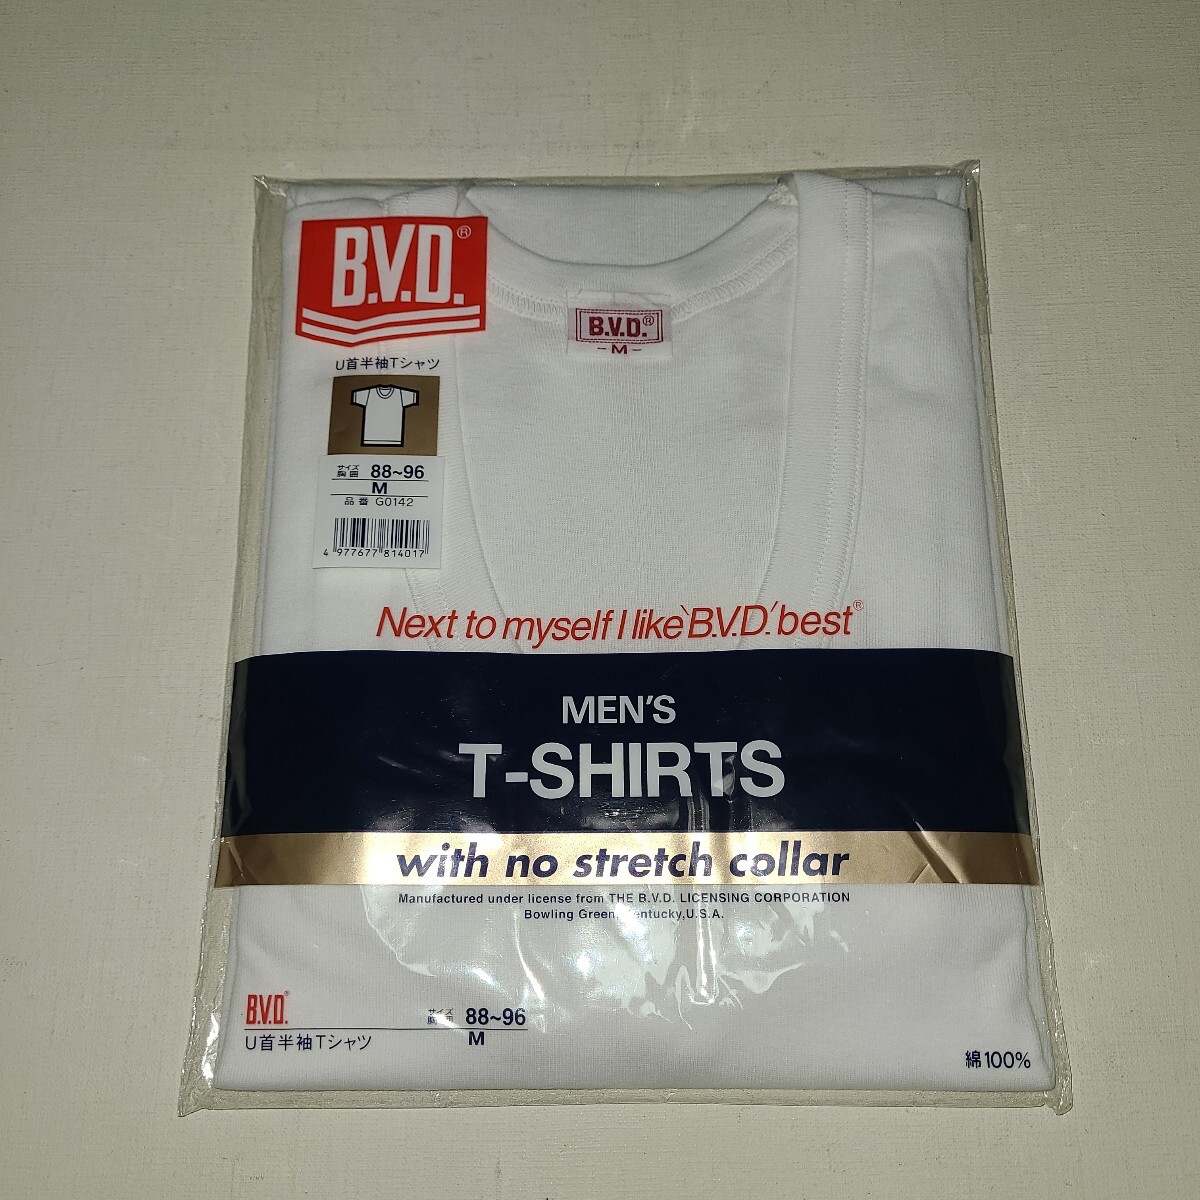 B.V.D.®
U首半袖Tシャツ
サイズ
胸囲 88~96
M
品番 G0142
4 977677 814017
B.V.D.®
-M-
Next to myself I like 'B.V.D.' best®
MEN'S
T-SHIRTS
with no stretch collar
Manufactured under license from THE B.V.D. LICENSING CORPORATION
Bowling Green, Kentucky, U.S.A.
B.V.D.®
U首半袖Tシャツ
サイズ
胸囲 88~96
M
綿100%